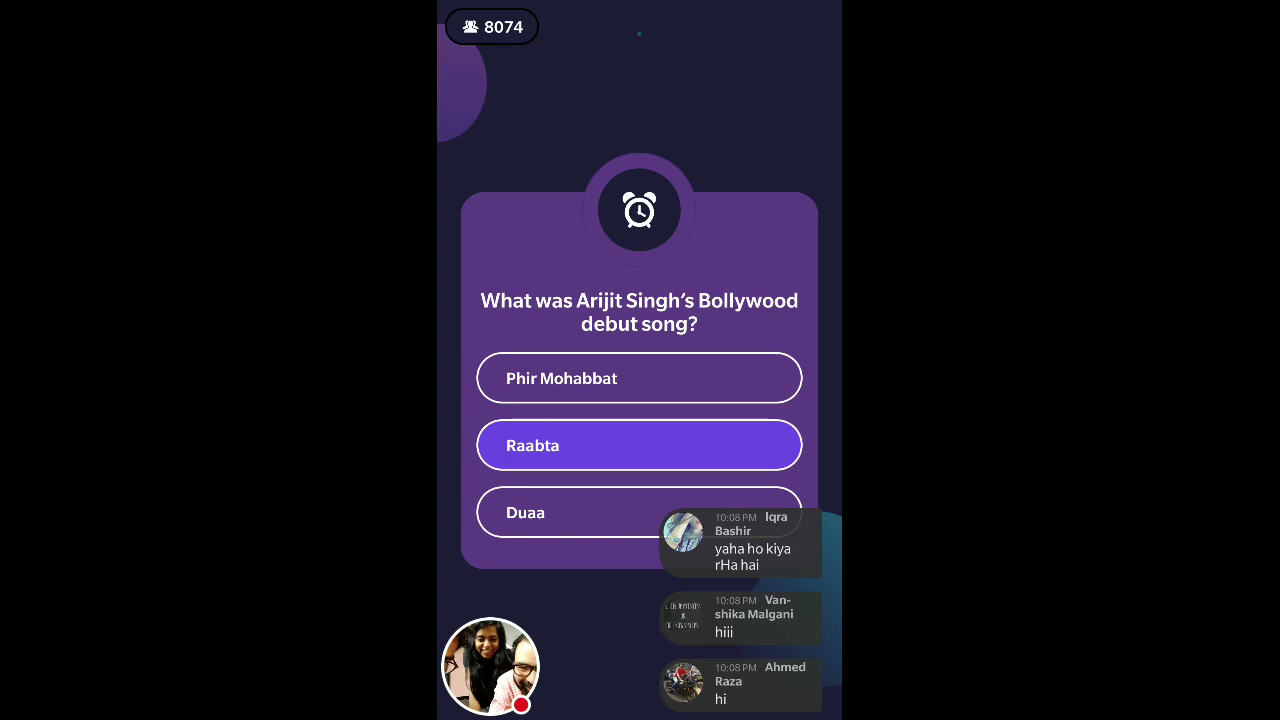 8074
What was Arijit Singh's Bollywood
debut song?
Phir Mohabbat
Raabta
Duaa
10:08 PM Iqra
Bashir
yaha ho kiya
rHa hai
10:08 PM Van-
shika Malgani
hiii
10:08 PM Ahmed
Raza
hi